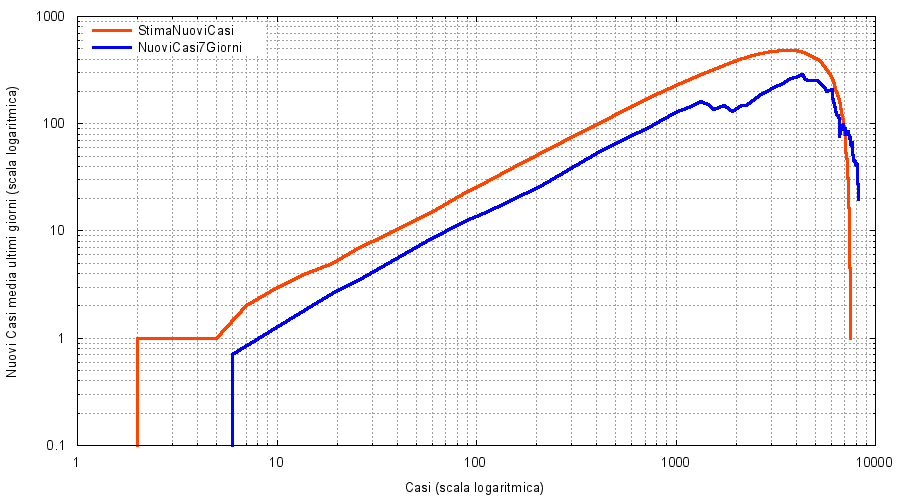 1000
StimaNuoviCasi
NuoviCasi7Giorni
100
10
1
0.1
Nuovi Casi media ultimi giorni (scala logaritmica)
1
10
100
1000
10000
Casi (scala logaritmica)